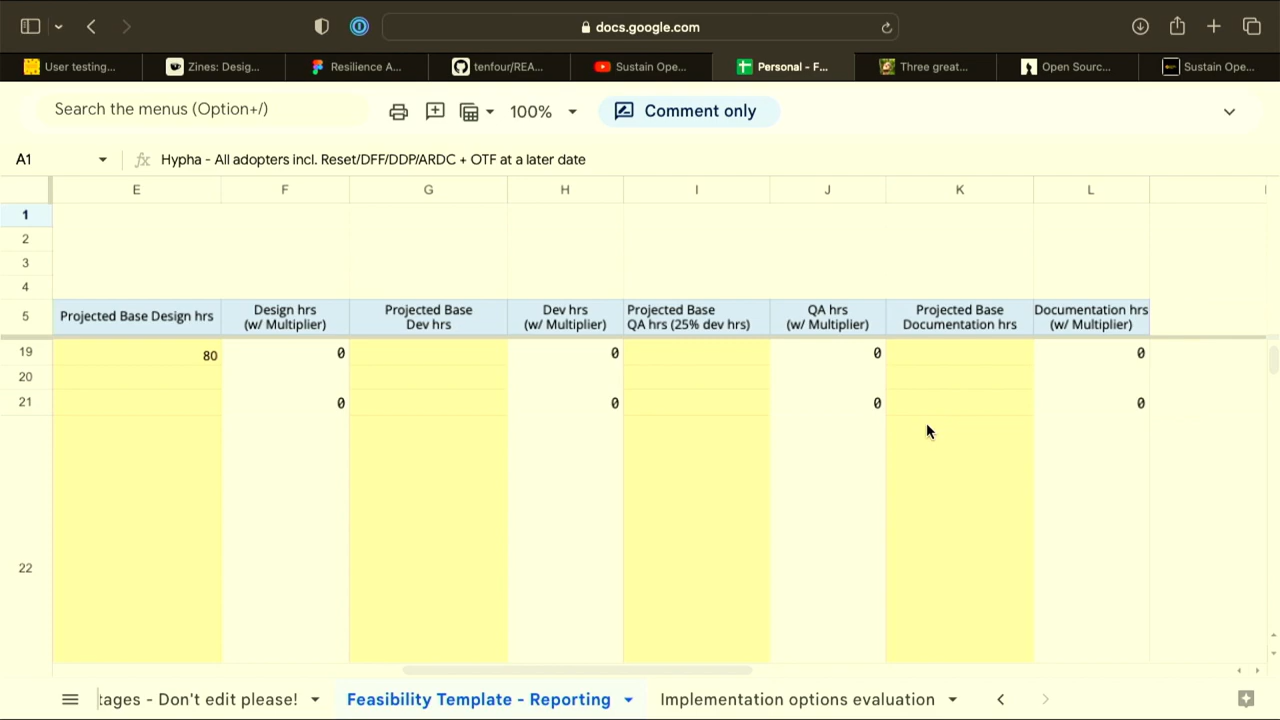 docs.google.com
User testing...
Zines: Desig...
Resilience A...
tenfour/REA...
Sustain Ope...
Personal - F...
Three great...
Open Sourc...
Sustain Ope...
Search the menus (Option+/)
100%
Comment only
A1
fx
Hypha - All adopters incl. Reset/DFF/DDP/ARDC + OTF at a later date
E F G H I J K L
1
2
3
4
5
Projected Base Design hrs
Design hrs
(w/ Multiplier)
Projected Base
Dev hrs
Dev hrs
(w/ Multiplier)
Projected Base
QA hrs (25% dev hrs)
QA hrs
(w/ Multiplier)
Projected Base
Documentation hrs
Documentation hrs
(w/ Multiplier)
19 80 0 0 0 0
20
21 0 0 0 0
22
tages - Don't edit please!
Feasibility Template - Reporting
Implementation options evaluation